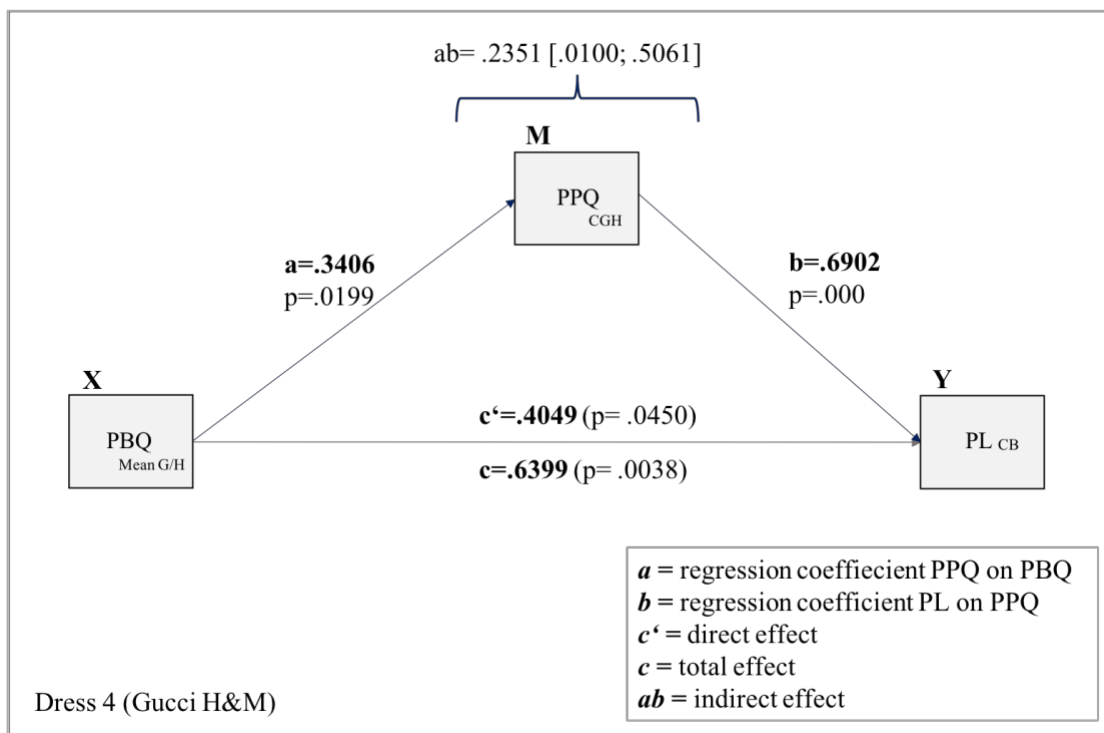 ab= .2351 [.0100; .5061]
M
PPQ
CGH
a=.3406
p=.0199
b=.6902
p=.000
X
PBQ
Mean G/H
c‘=.4049 (p= .0450)
c=.6399 (p= .0038)
Y
PL CB
a = regression coeffiecient PPQ on PBQ
b = regression coefficient PL on PPQ
c‘ = direct effect
c = total effect
ab = indirect effect
Dress 4 (Gucci H&M)